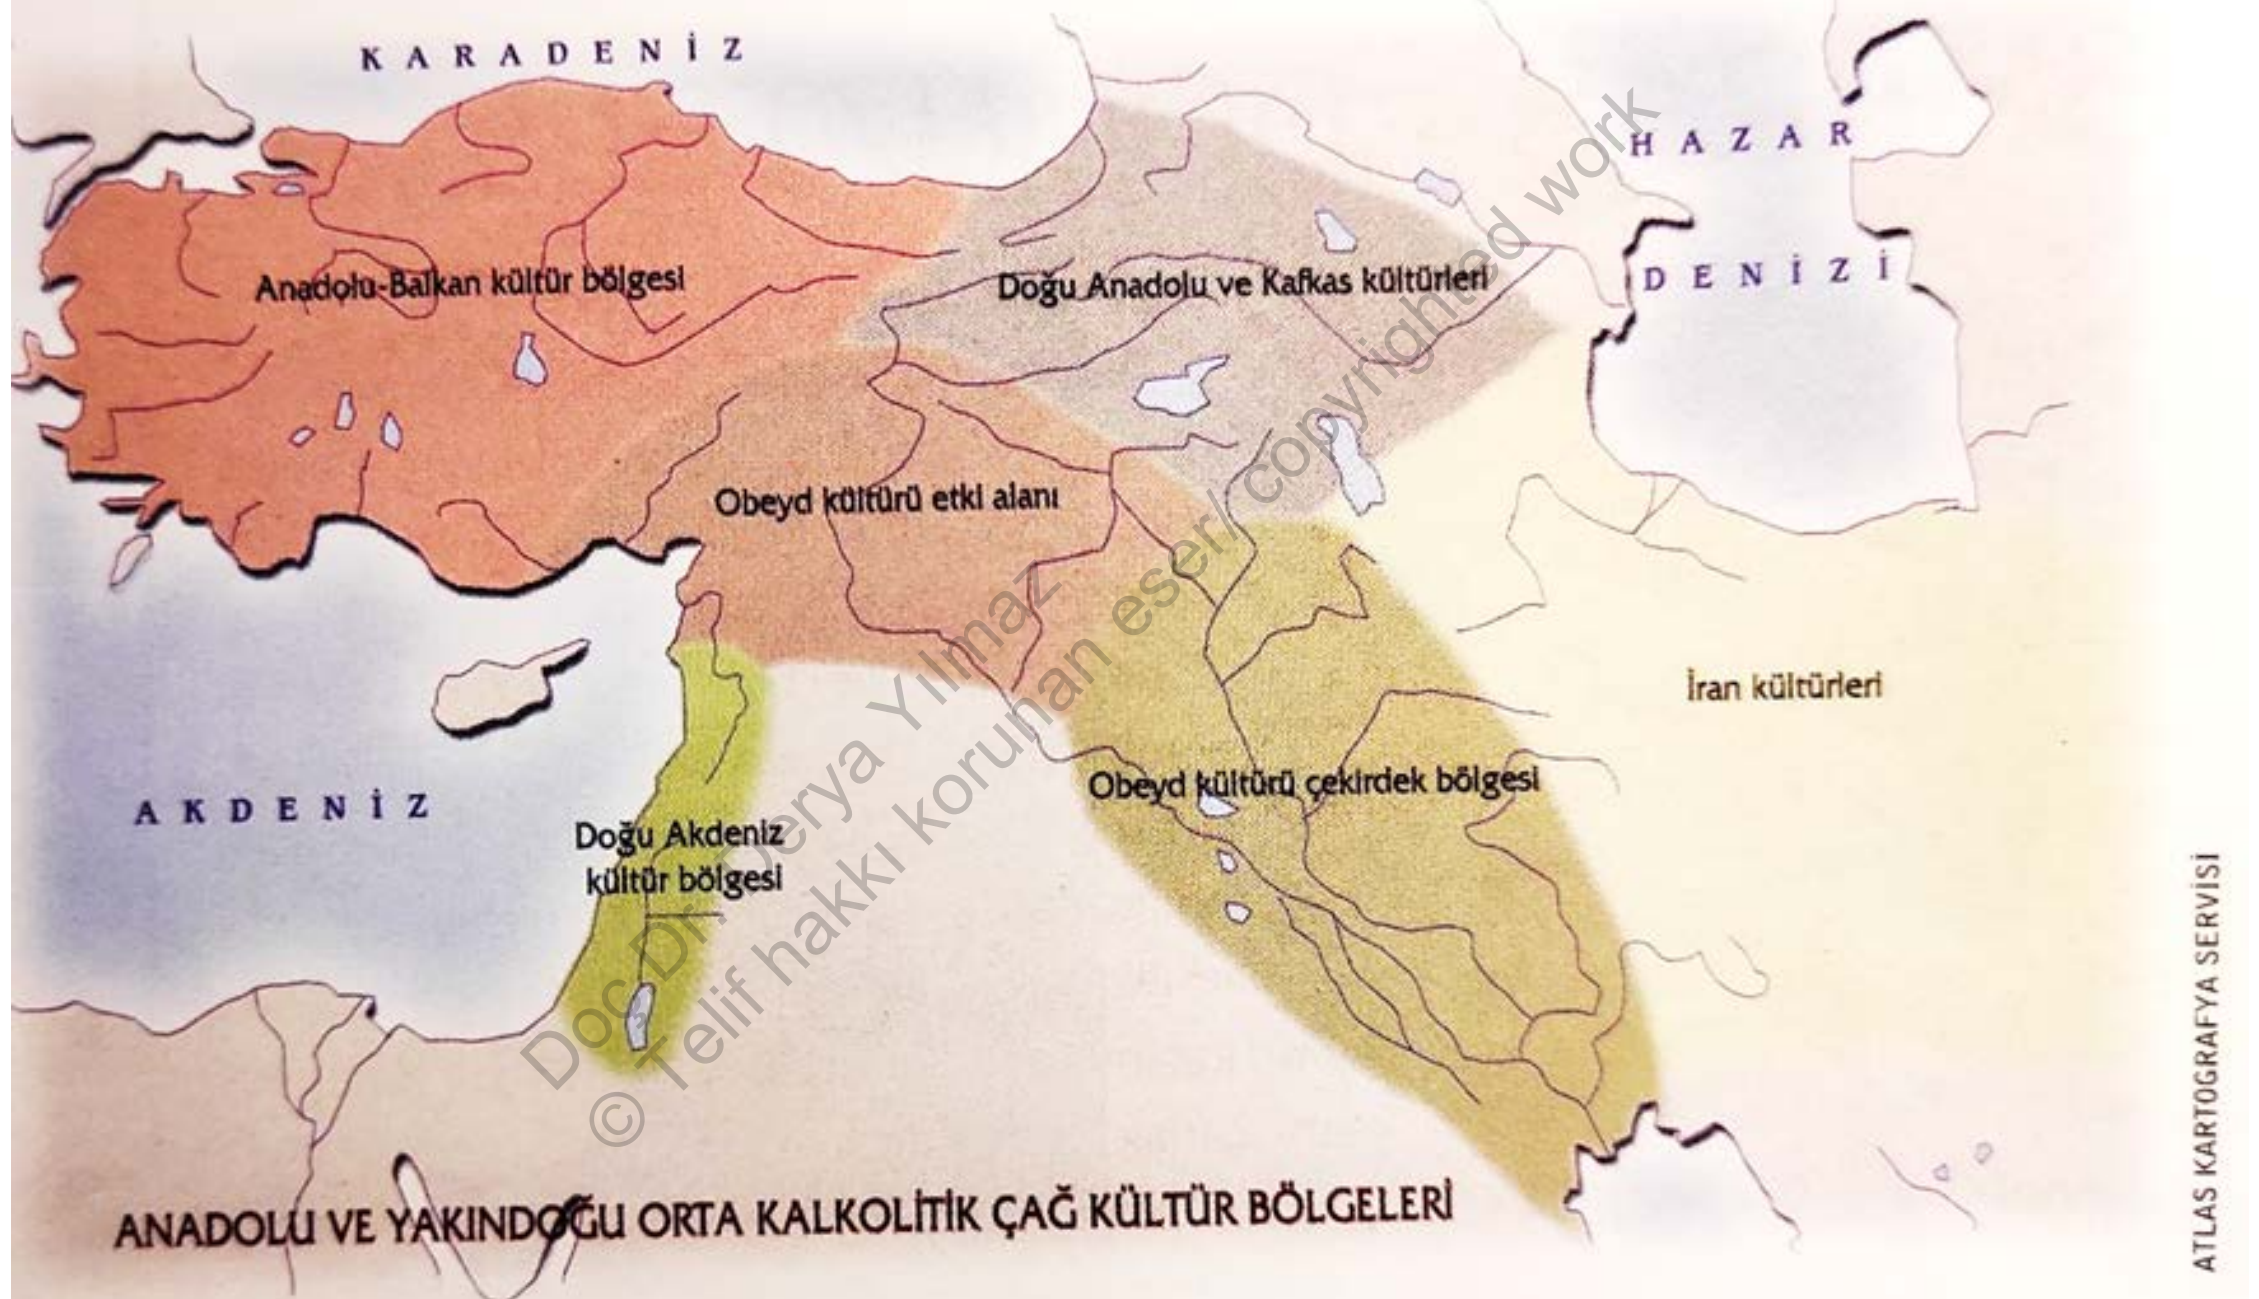 KARADENİZ
HAZAR
DENİZİ
Anadolu-Balkan kültür bölgesi
Doğu Anadolu ve Kafkas kültürleri
Obeyd kültürü etki alanı
İran kültürleri
Obeyd kültürü çekirdek bölgesi
AKDENİZ
Doğu Akdeniz
kültür bölgesi
ANADOLU VE YAKINDOĞU ORTA KALKOLİTİK ÇAĞ KÜLTÜR BÖLGELERİ
ATLAS KARTOGRAFYA SERVİSİ
Doç.Dr. Derya Yılmaz
© Telif hakkı korunan eser/ copyrighted work